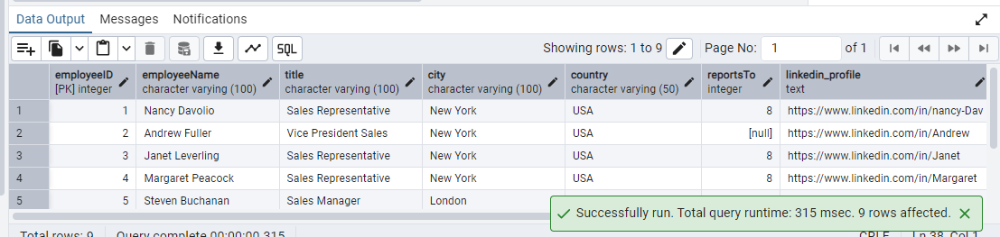 Data Output Messages Notifications
SQL Showing rows: 1 to 9 Page No: 1 of 1
employeeID employeeName title city country reportsTo linkedin_profile
[PK] integer character varying (100) character varying (100) character varying (100) character varying (50) integer text
1 1 Nancy Davolio Sales Representative New York USA 8 https://www.linkedin.com/in/nancy-Dav
2 2 Andrew Fuller Vice President Sales New York USA [null] https://www.linkedin.com/in/Andrew
3 3 Janet Leverling Sales Representative New York USA 8 https://www.linkedin.com/in/Janet
4 4 Margaret Peacock Sales Representative New York USA 8 https://www.linkedin.com/in/Margaret
5 5 Steven Buchanan Sales Manager London
Successfully run. Total query runtime: 315 msec. 9 rows affected.
Total rows: 9 Query complete 00:00:00.315 CRLF Ln 38, Col 1